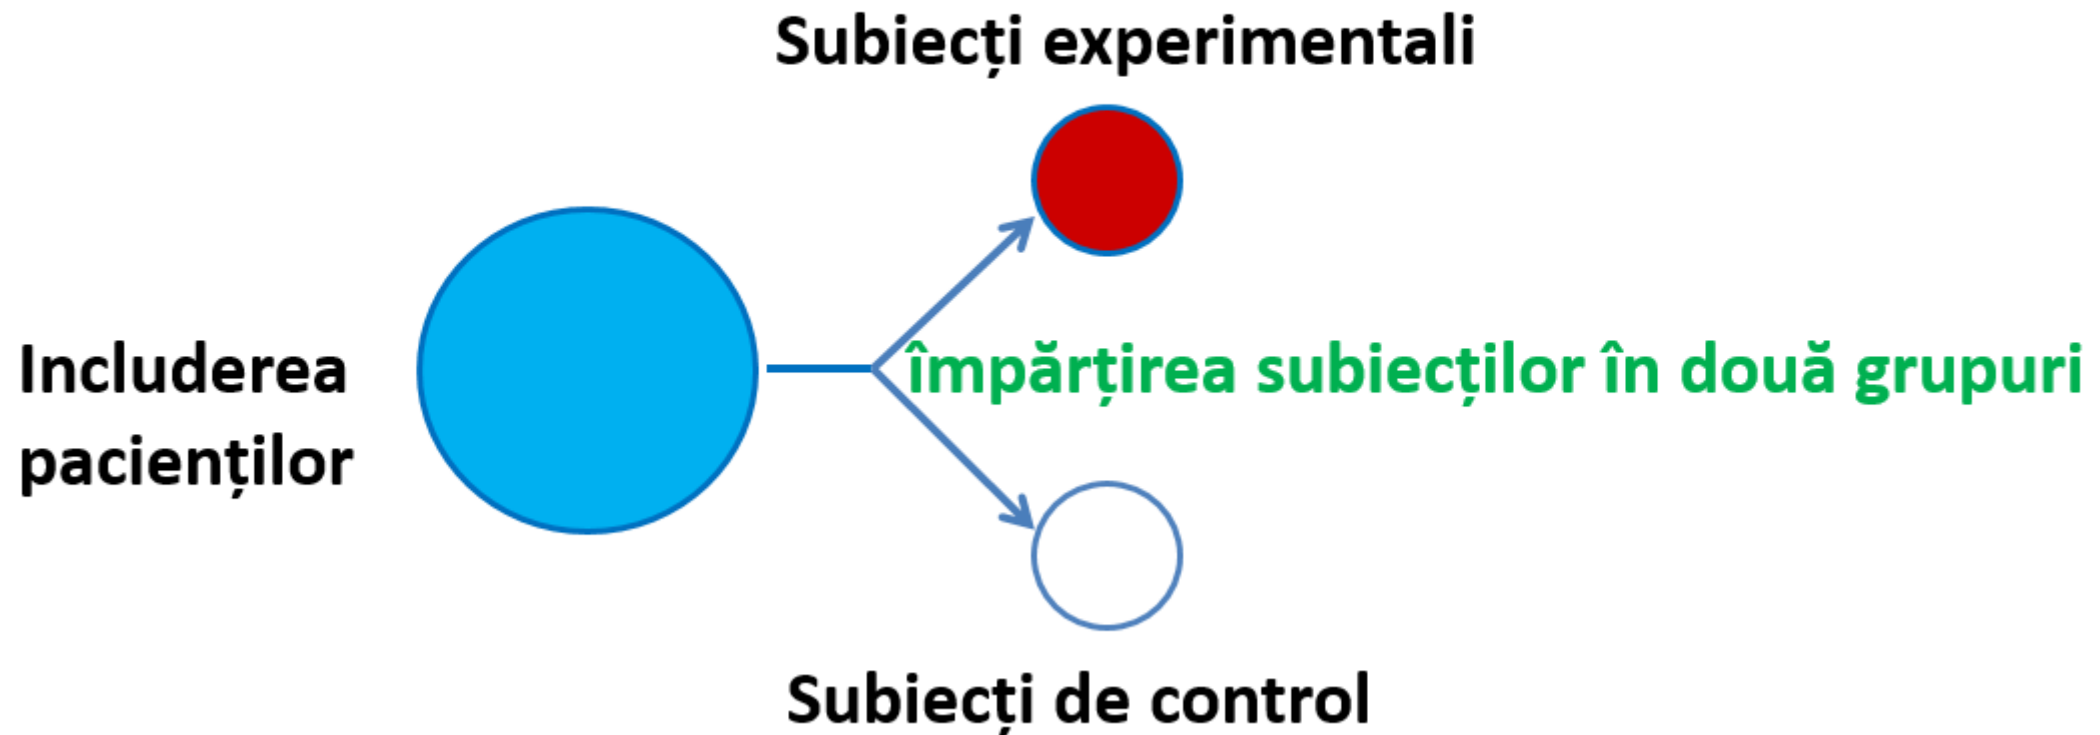 Subiecți experimentali
Includerea
pacienților
împărțirea subiecților în două grupuri
Subiecți de control